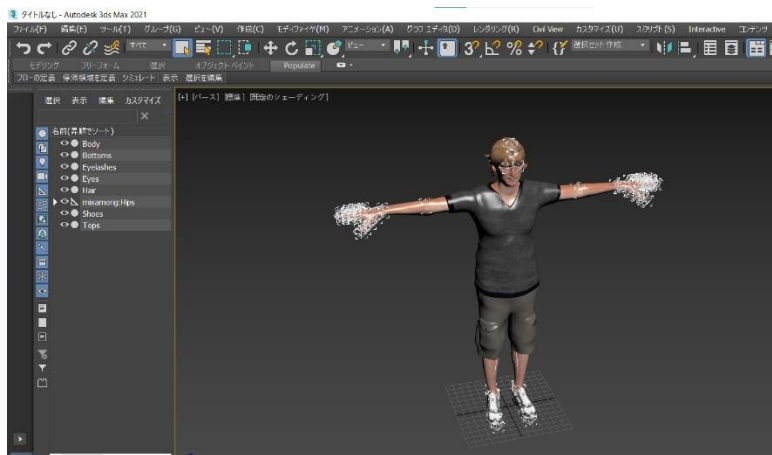 タイトルなし - Autodesk 3ds Max 2021
ファイル(F) 編集(E) ツール(T) グループ(G) ビュー(V) 作成(C) モディファイヤ(M) アニメーション(A) グラフ エディタ(D) レンダリング(R) Civil View カスタマイズ(U) スクリプト(S) Interactive コンテンツ
すべて ビュー 選択セット作成
モデリング フリーフォーム 選択 オブジェクト ペイント Populate
フローの定義 停滞領域を定義 シミュレート 表示 選択を編集
選択 表示 編集 カスタマイズ
[+] [パース] [標準] [既定のシェーディング]
名前(昇順でソート)
Body
Bottoms
Eyelashes
Eyes
Hair
mixamorig:Hips
Shoes
Tops